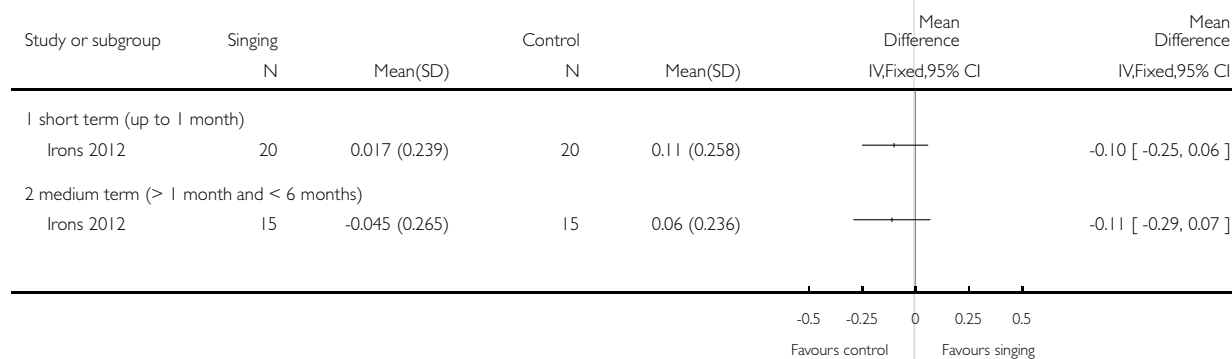 Study or subgroup Singing Control Mean Difference Mean Difference
N Mean(SD) N Mean(SD) IV,Fixed,95% CI IV,Fixed,95% CI
1 short term (up to 1 month)
Irons 2012 20 0.017 (0.239) 20 0.11 (0.258) -0.10 [ -0.25, 0.06 ]
2 medium term (> 1 month and < 6 months)
Irons 2012 15 -0.045 (0.265) 15 0.06 (0.236) -0.11 [ -0.29, 0.07 ]
-0.5 -0.25 0 0.25 0.5
Favours control Favours singing